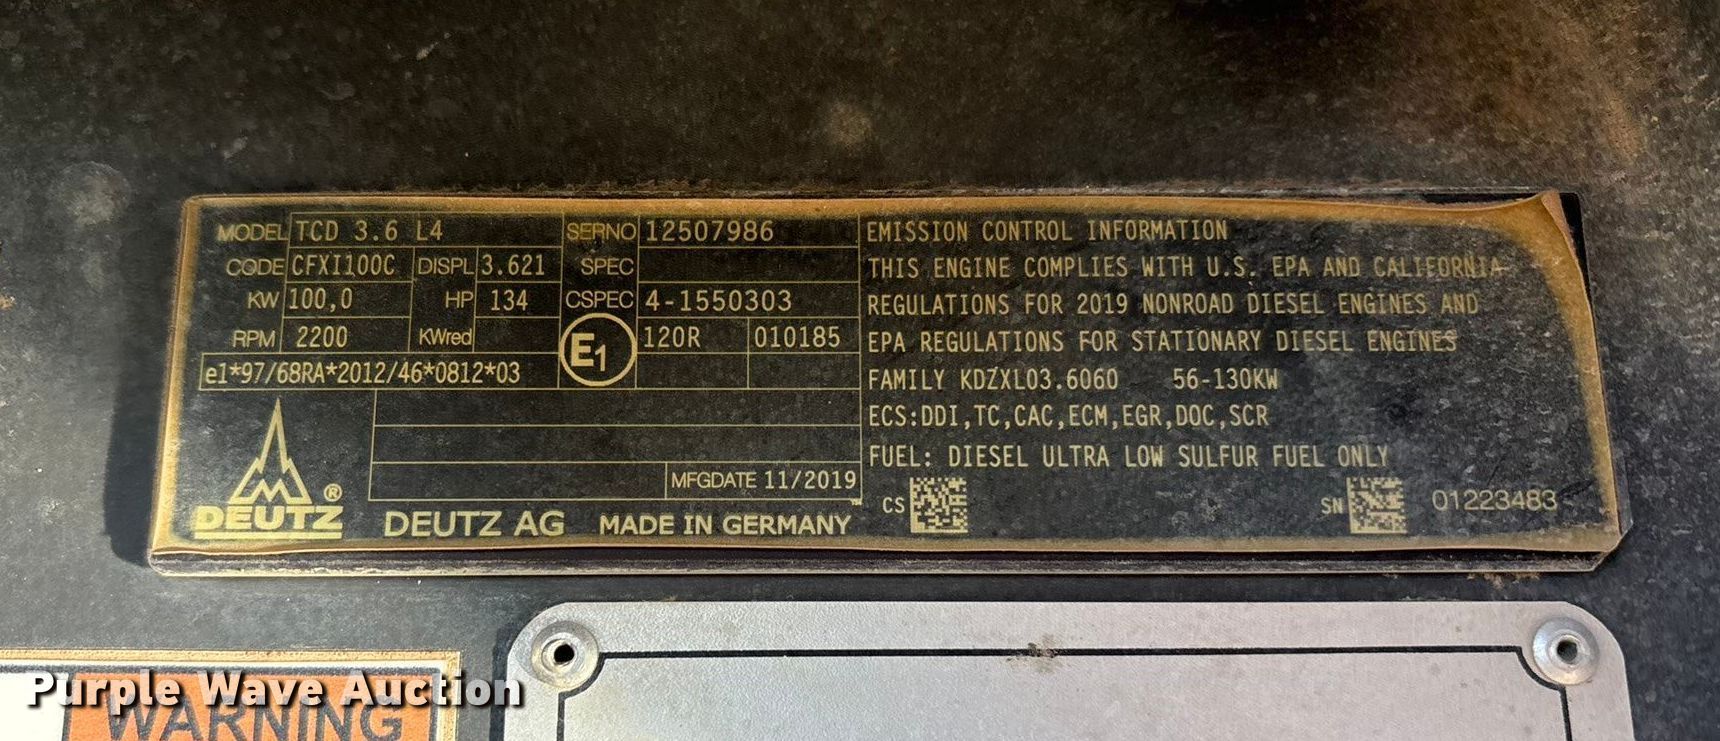 MODEL TCD 3.6 L4 SERNO 12507986
CODE CFXI100C DISPL 3.621 SPEC
KW 100,0 HP 134 CSPEC 4-1550303
RPM 2200 KWred E1 120R 010185
e1*97/68RA*2012/46*0812*03
MFGDATE 11/2019
DEUTZ ® DEUTZ AG MADE IN GERMANY
EMISSION CONTROL INFORMATION
THIS ENGINE COMPLIES WITH U.S. EPA AND CALIFORNIA
REGULATIONS FOR 2019 NONROAD DIESEL ENGINES AND
EPA REGULATIONS FOR STATIONARY DIESEL ENGINES
FAMILY KDZXL03.6060 56-130KW
ECS:DDI,TC,CAC,ECM,EGR,DOC,SCR
FUEL: DIESEL ULTRA LOW SULFUR FUEL ONLY
CS SN 01223483
Purple Wave Auction
WARNING